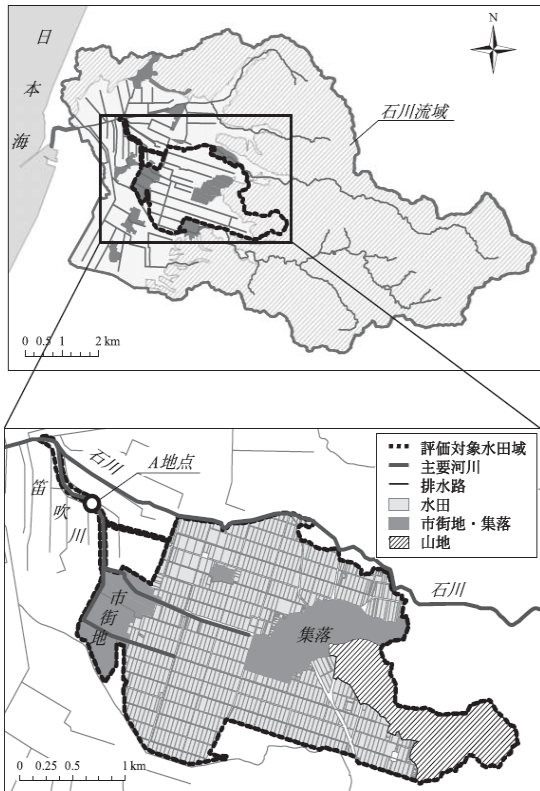 N
日本海
石川流域
0 0.5 1 2 km
石川
A地点
笛吹川
評価対象水田域
主要河川
排水路
水田
市街地・集落
山地
石川
市街地
集落
0 0.25 0.5 1 km